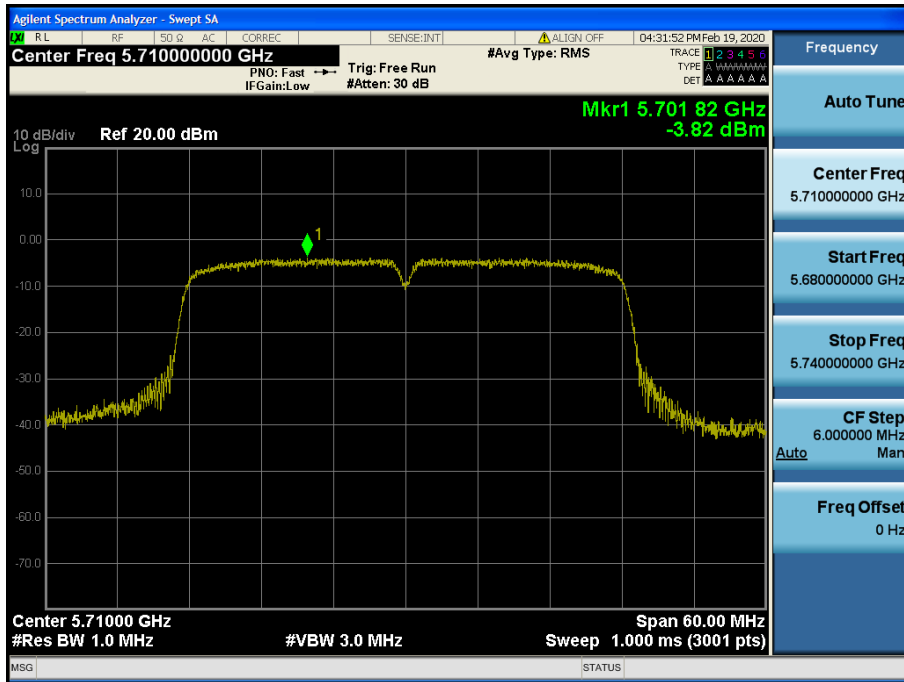 Agilent Spectrum Analyzer - Swept SA
LXI RL RF 50 Ω AC CORREC SENSE:INT ALIGN OFF 04:31:52 PM Feb 19, 2020
Center Freq 5.710000000 GHz
PNO: Fast
IFGain:Low
Trig: Free Run
#Atten: 30 dB
#Avg Type: RMS
TRACE 1 2 3 4 5 6
TYPE A WWWWW
DET A A A A A A
Mkr1 5.701 82 GHz
-3.82 dBm
10 dB/div Ref 20.00 dBm
Log
10.0
0.00
-10.0
-20.0
-30.0
-40.0
-50.0
-60.0
-70.0
1
Center 5.71000 GHz Span 60.00 MHz
#Res BW 1.0 MHz #VBW 3.0 MHz Sweep 1.000 ms (3001 pts)
MSG STATUS
Frequency
Auto Tune
Center Freq
5.710000000 GHz
Start Freq
5.680000000 GHz
Stop Freq
5.740000000 GHz
CF Step
6.000000 MHz
Auto Man
Freq Offset
0 Hz